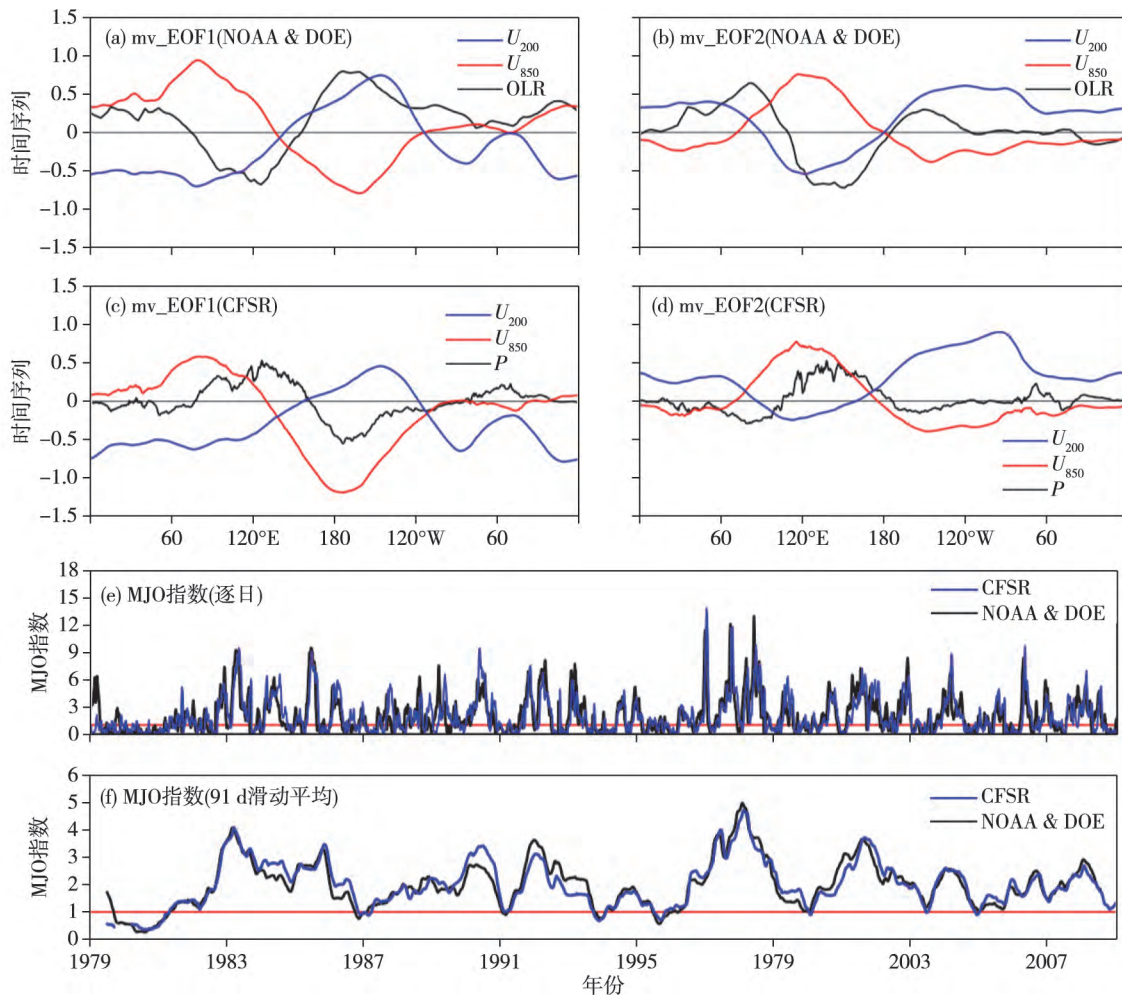 (a) mv_EOF1(NOAA & DOE)
U200
U850
OLR
时间序列
1.5
1.0
0.5
0
-0.5
-1.0
-1.5
(b) mv_EOF2(NOAA & DOE)
U200
U850
OLR
(c) mv_EOF1(CFSR)
U200
U850
P
时间序列
1.5
1.0
0.5
0
-0.5
-1.0
-1.5
60 120°E 180 120°W 60
(d) mv_EOF2(CFSR)
U200
U850
P
60 120°E 180 120°W 60
(e) MJO指数(逐日)
CFSR
NOAA & DOE
MJO指数
18
15
12
9
6
3
0
(f) MJO指数(91 d滑动平均)
CFSR
NOAA & DOE
MJO指数
6
5
4
3
2
1
0
1979 1983 1987 1991 1995 1979 2003 2007
年份